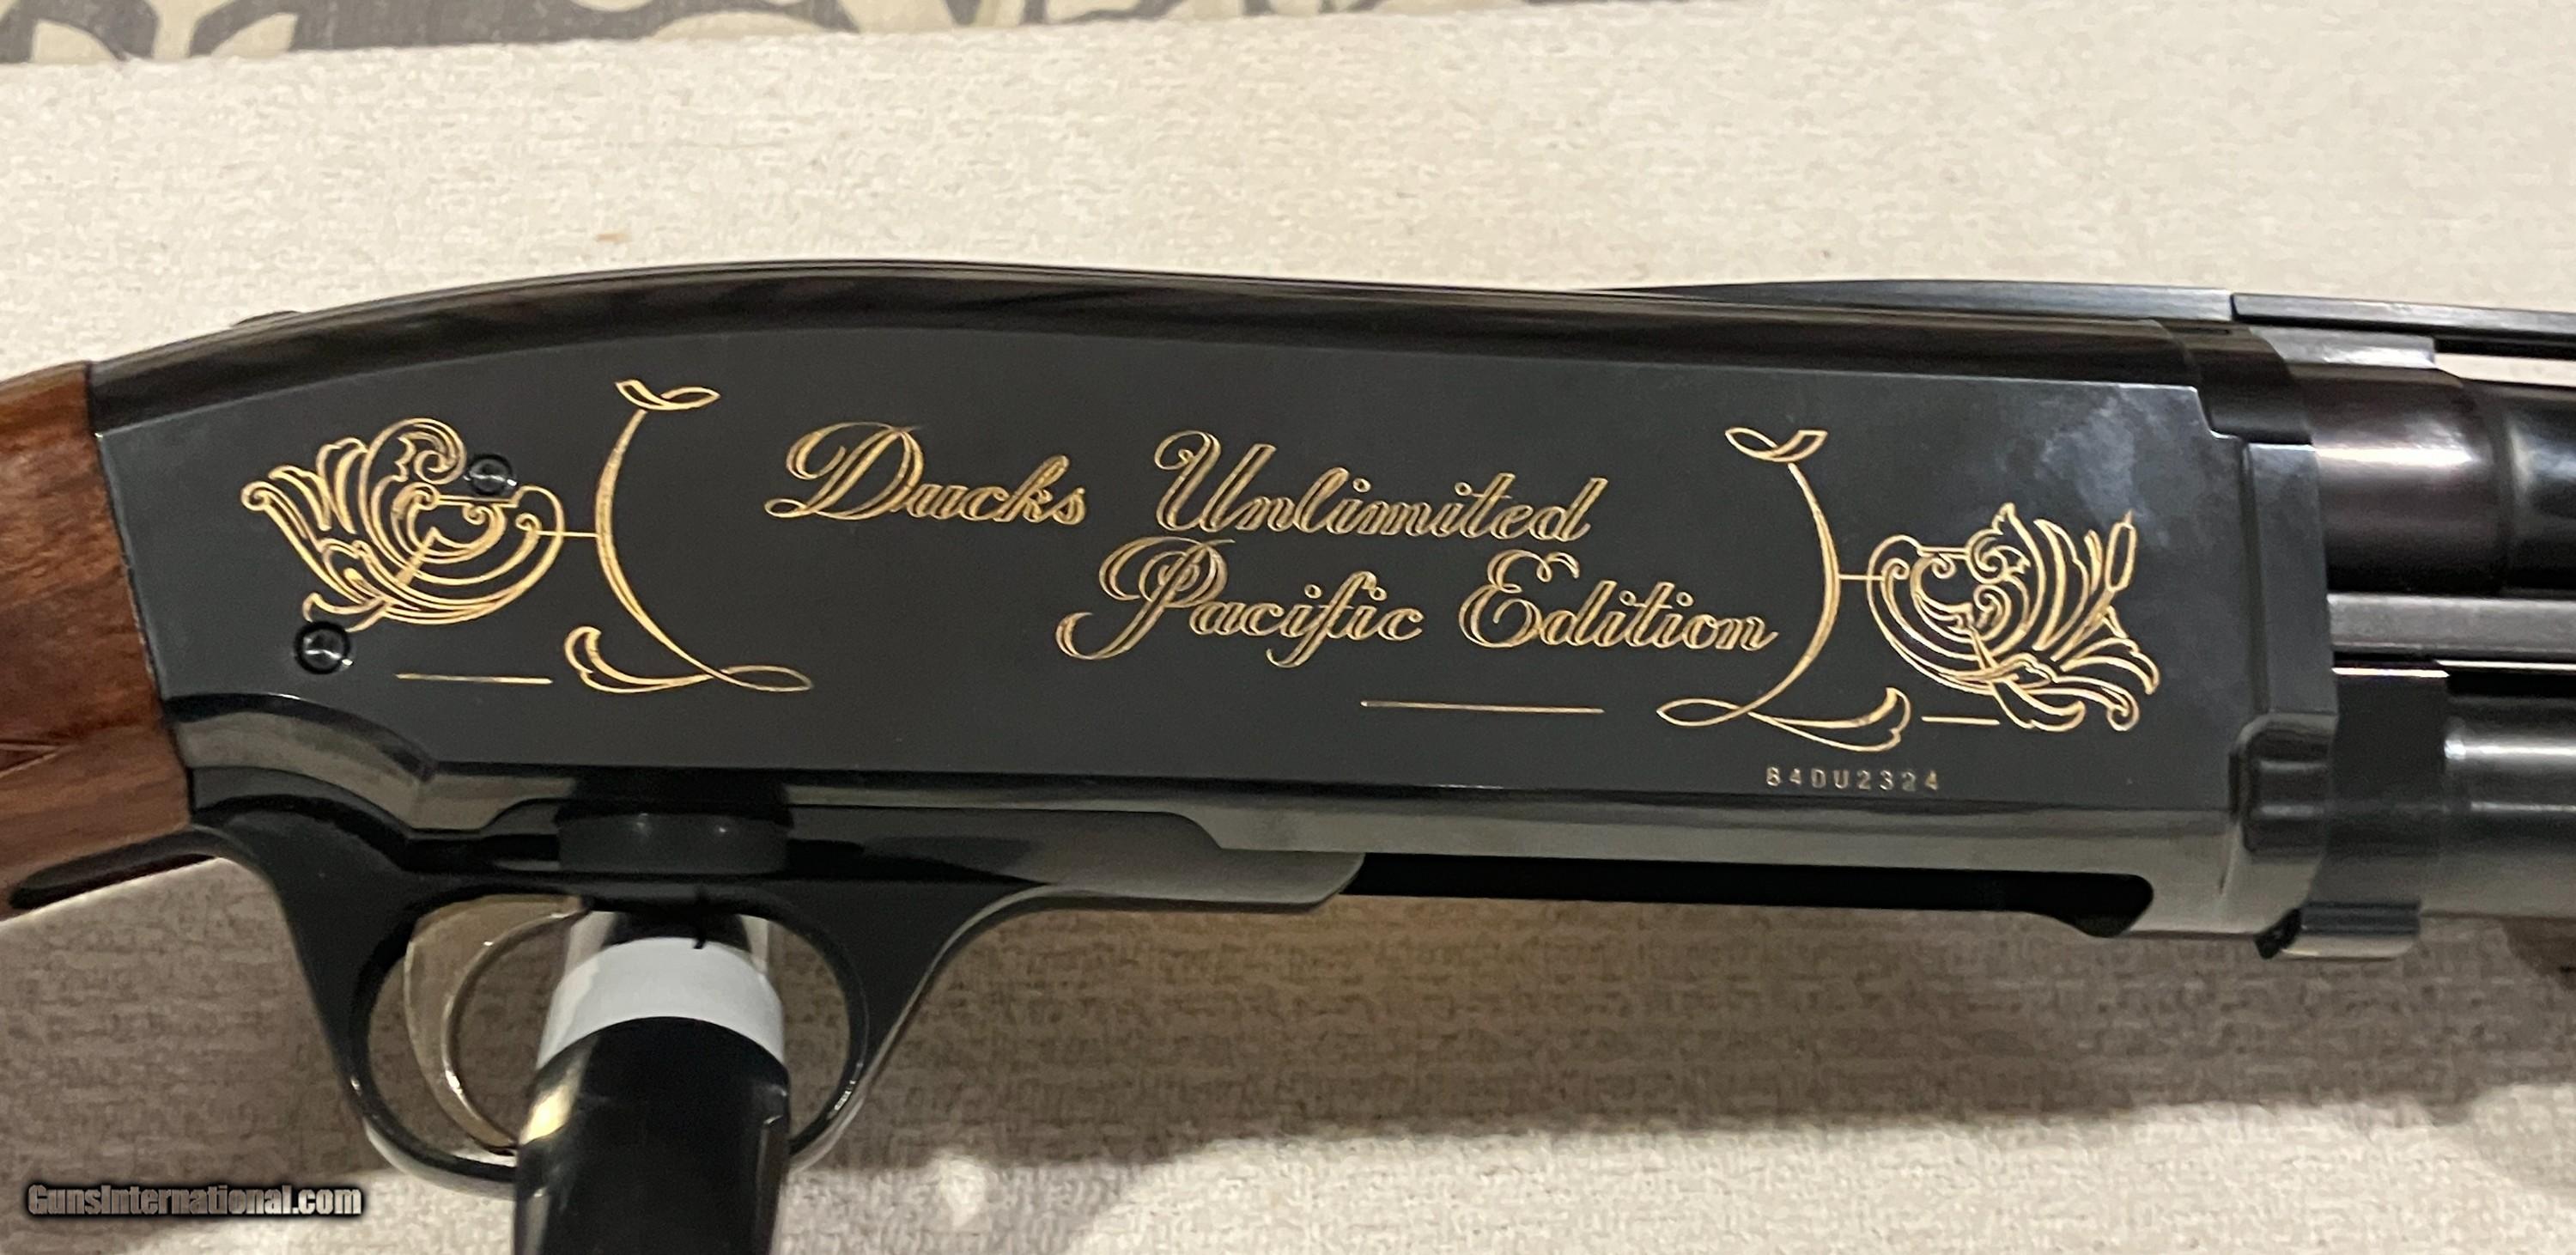 Ducks Unlimited
Pacific Edition
84DU2324
GunsInternational.com